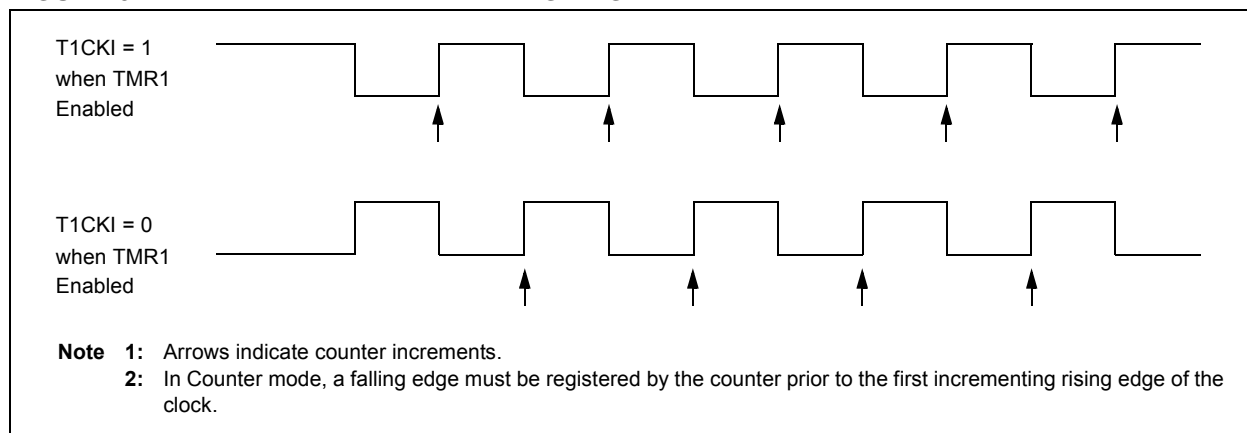 T1CKI = 1
when TMR1
Enabled
T1CKI = 0
when TMR1
Enabled
Note 1: Arrows indicate counter increments.
2: In Counter mode, a falling edge must be registered by the counter prior to the first incrementing rising edge of the
clock.